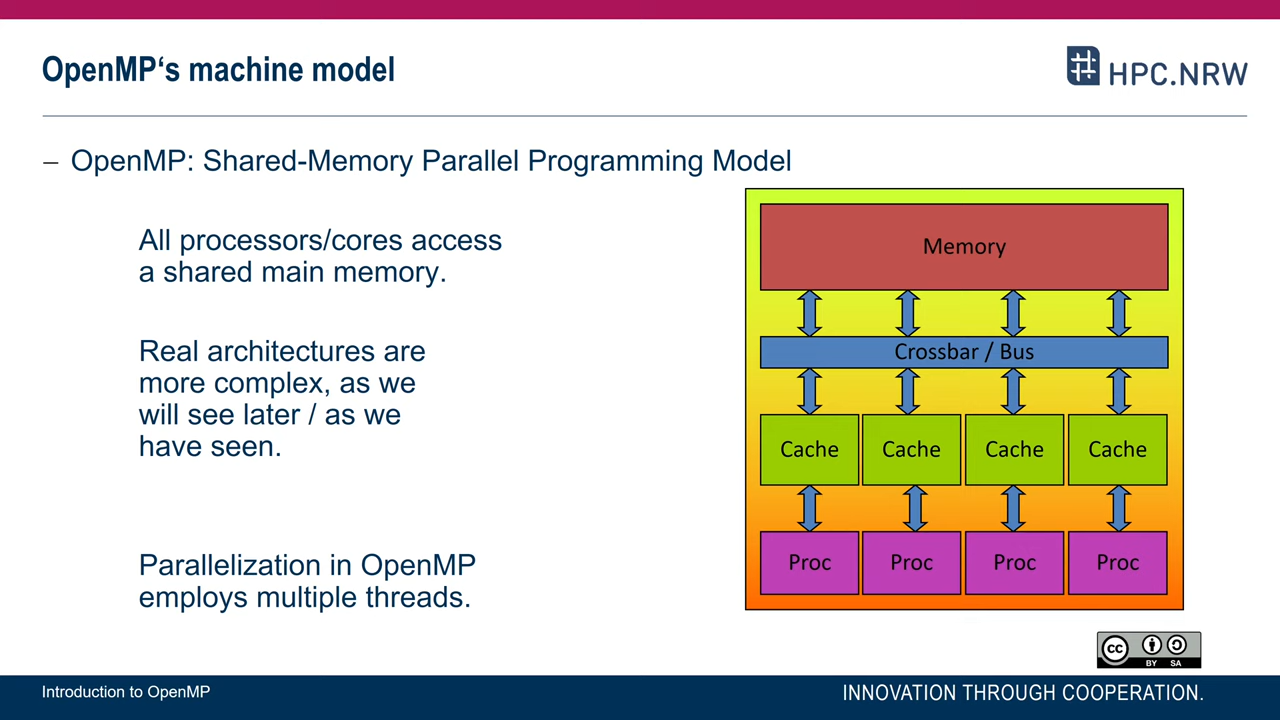 OpenMP‘s machine model
HPC.NRW
– OpenMP: Shared-Memory Parallel Programming Model
All processors/cores access
a shared main memory.
Real architectures are
more complex, as we
will see later / as we
have seen.
Parallelization in OpenMP
employs multiple threads.
Memory
Crossbar / Bus
Cache Cache Cache Cache
Proc Proc Proc Proc
cc BY SA
Introduction to OpenMP
INNOVATION THROUGH COOPERATION.